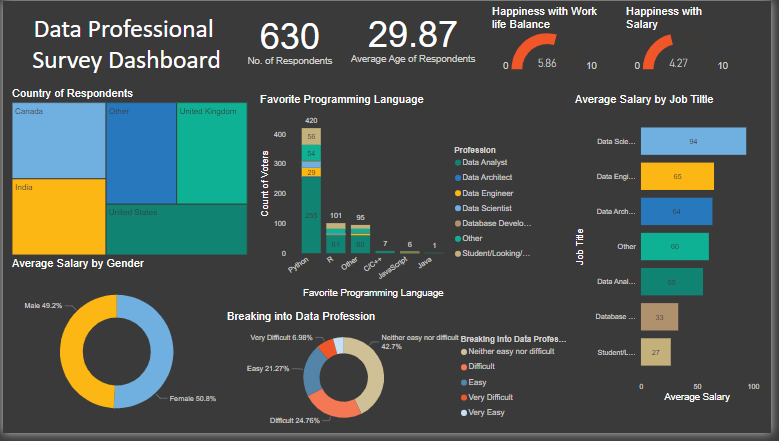 Data Professional
Survey Dashboard
630
No. of Respondents
29.87
Average Age of Respondents
Happiness with Work
life Balance
5.86
0
10
Happiness with
Salary
4.27
0
10
Country of Respondents
Canada
Other
United Kingdom
India
United States
Favorite Programming Language
Count of Voters
400
300
200
100
0
420
56
54
29
101
95
7
6
1
Python
R
Other
C/C++
JavaScript
Java
Favorite Programming Language
Profession
Data Analyst
Data Architect
Data Engineer
Data Scientist
Database Develo...
Other
Student/Looking/...
Average Salary by Job Tiltle
Job Title
Data Scie...
94
Data Engi...
65
Data Arch...
64
Other
60
Data Anal...
Database ...
33
Student/L...
27
0
50
100
Average Salary
Average Salary by Gender
Male 49.2%
Female 50.8%
Breaking into Data Profession
Very Difficult 6.98%
Neither easy nor difficult
42.7%
Easy 21.27%
Difficult 24.76%
Breaking into Data Profes...
Neither easy nor difficult
Difficult
Easy
Very Difficult
Very Easy